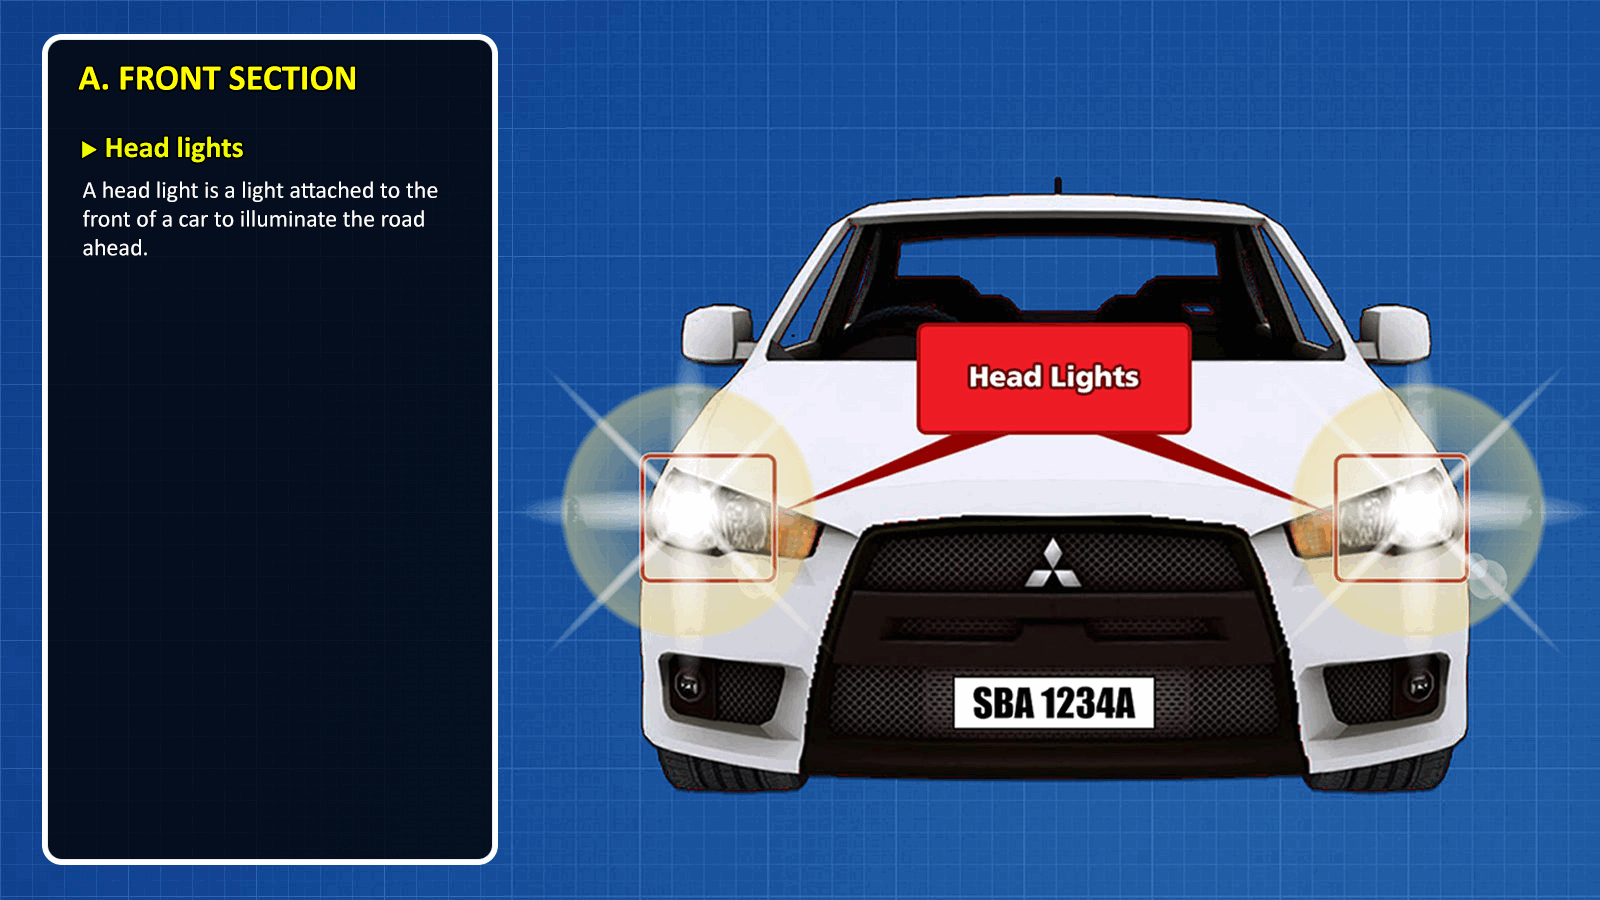 A. FRONT SECTION
▶ Head lights
A head light is a light attached to the
front of a car to illuminate the road
ahead.
Head Lights
SBA 1234A